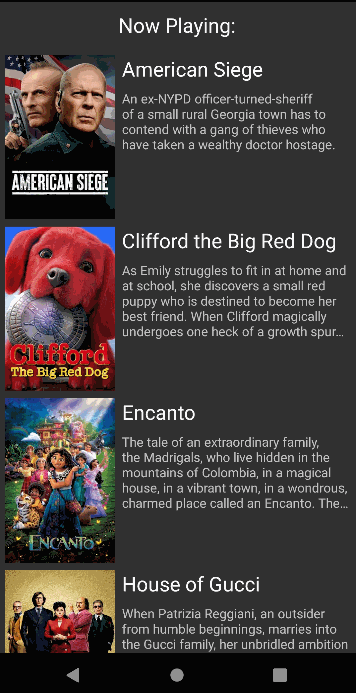 Now Playing:
American Siege
An ex-NYPD officer-turned-sheriff
of a small rural Georgia town has to
contend with a gang of thieves who
have taken a wealthy doctor hostage.
AMERICAN SIEGE
Clifford the Big Red Dog
As Emily struggles to fit in at home and
at school, she discovers a small red
puppy who is destined to become her
best friend. When Clifford magically
undergoes one heck of a growth spur...
Clifford
The Big Red Dog
Encanto
The tale of an extraordinary family,
the Madrigals, who live hidden in the
mountains of Colombia, in a magical
house, in a vibrant town, in a wondrous,
charmed place called an Encanto. The...
ENCANTO
House of Gucci
When Patrizia Reggiani, an outsider
from humble beginnings, marries into
the Gucci family, her unbridled ambition